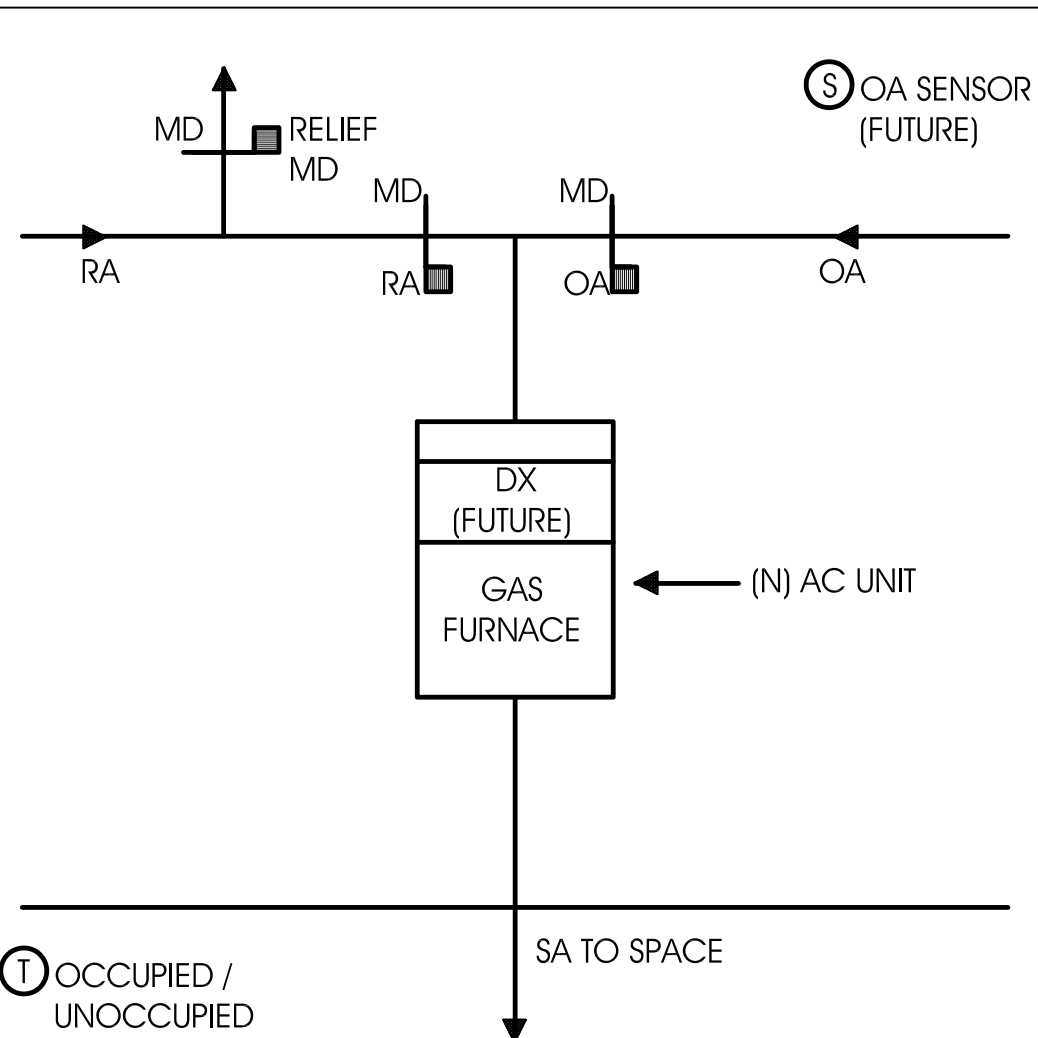 S OA SENSOR
(FUTURE)
MD RELIEF
MD
MD MD
RA RA OA OA
DX
(FUTURE)
GAS
FURNACE
(N) AC UNIT
SA TO SPACE
T OCCUPIED /
UNOCCUPIED